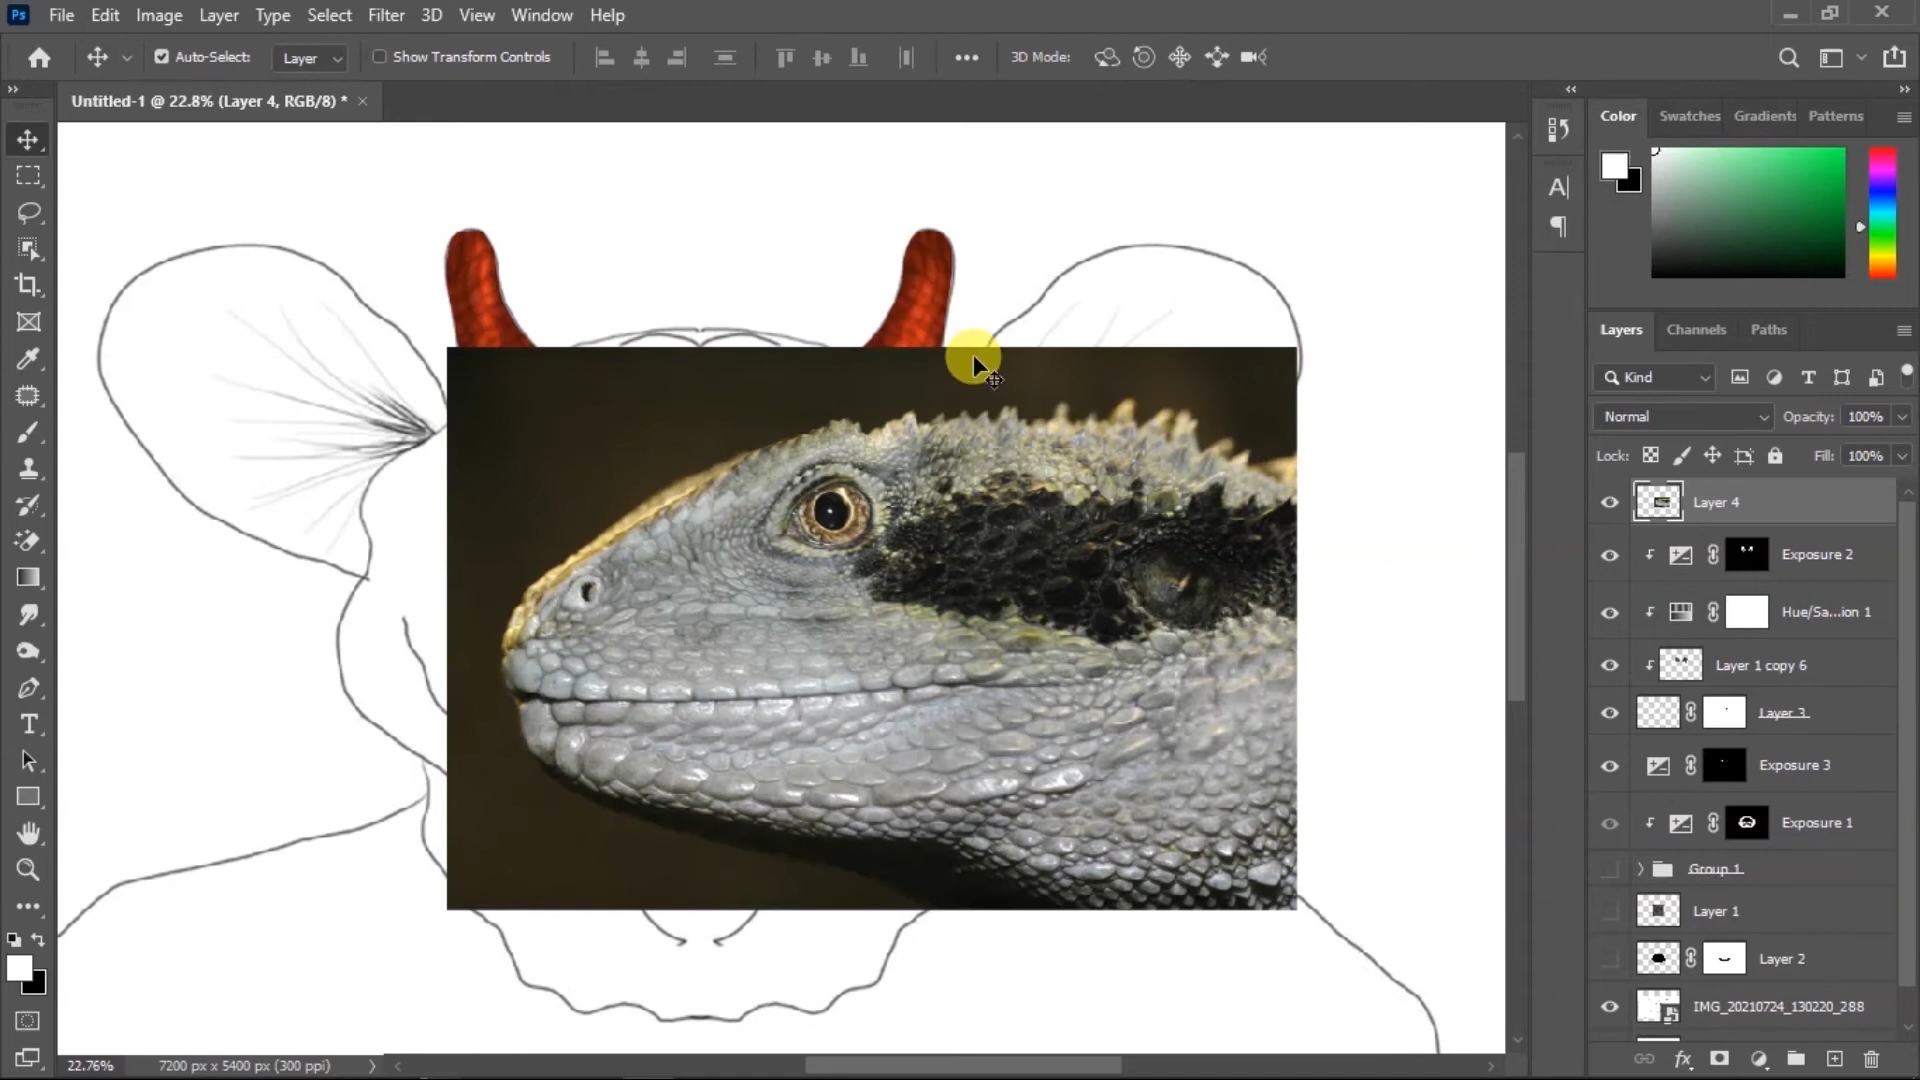 Ps File Edit Image Layer Type Select Filter 3D View Window Help
Auto-Select: Layer Show Transform Controls 3D Mode:
Untitled-1 @ 22.8% (Layer 4, RGB/8) *
Color Swatches Gradients Patterns
Layers Channels Paths
Kind
Normal Opacity: 100%
Lock: Fill: 100%
Layer 4
Exposure 2
Hue/Sa...ion 1
Layer 1 copy 6
Layer 3
Exposure 3
Exposure 1
Group 1
Layer 1
Layer 2
IMG_20210724_130220_288
22.76% 7200 px x 5400 px (300 ppi)